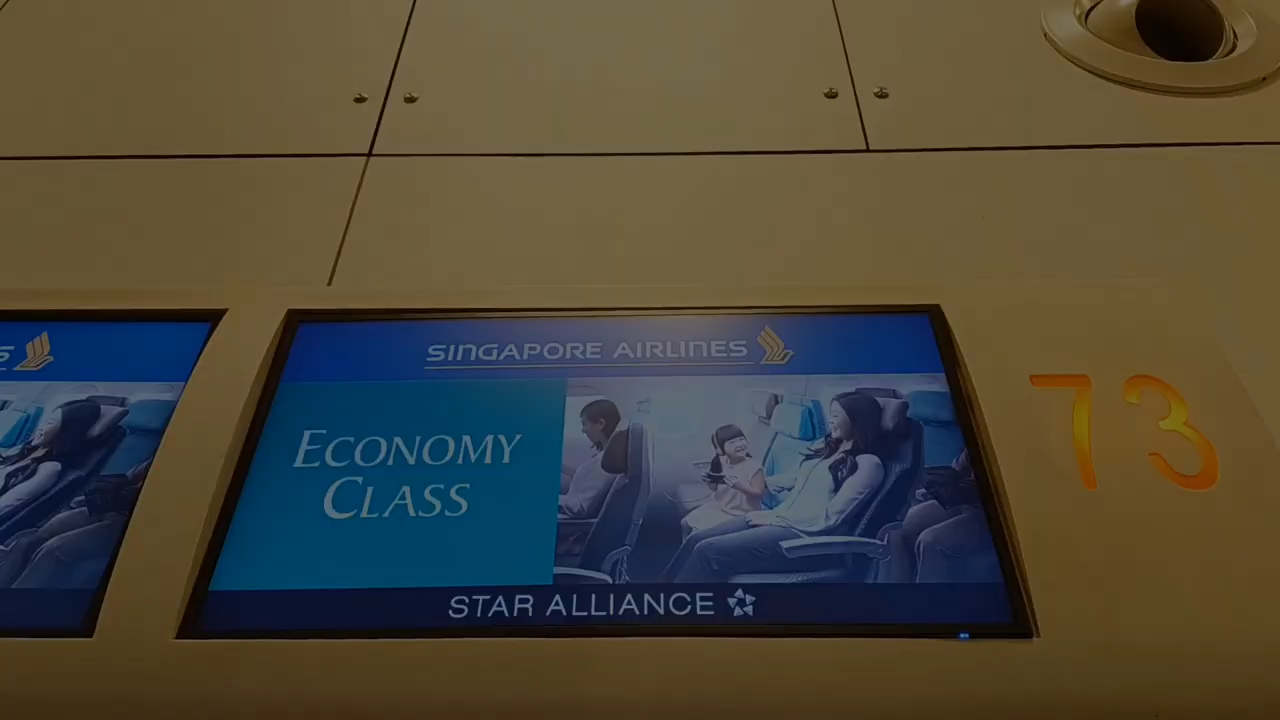 S
SINGAPORE AIRLINES
ECONOMY
CLASS
STAR ALLIANCE
73